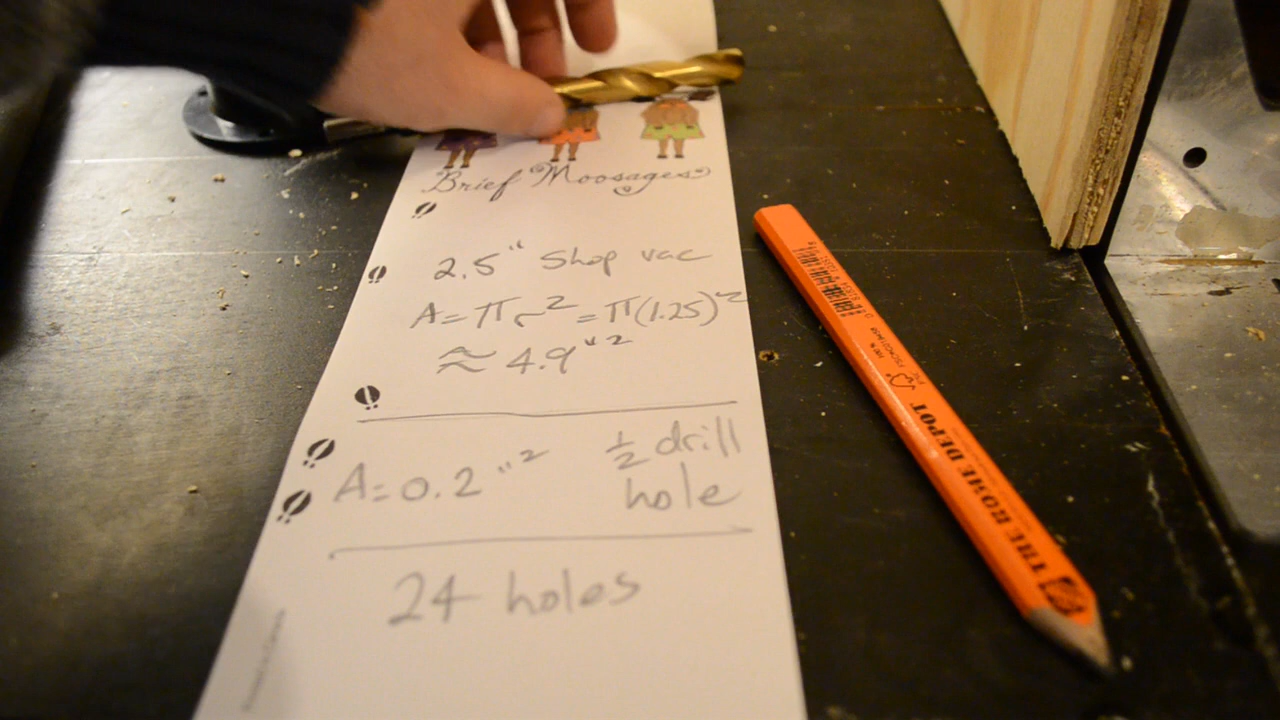 Brief Moosages
2.5" shop vac
A = πr² = π(1.25)²
≈ 4.9"²
A = 0.2"² ½ drill
hole
24 holes
THE HOME DEPOT